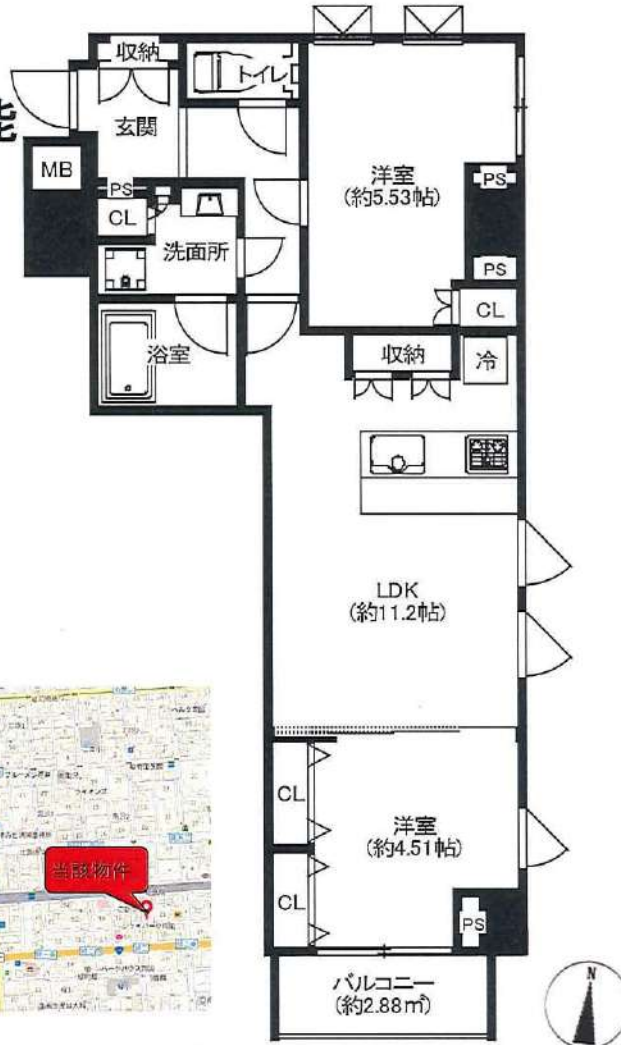 能
収納
トイレ
玄関
MB
PS
CL
洗面所
浴室
洋室
(約5.53帖)
PS
PS
CL
収納
冷
LDK
(約11.2帖)
CL
CL
洋室
(約4.51帖)
PS
バルコニー
(約2.88㎡)
N
当該物件